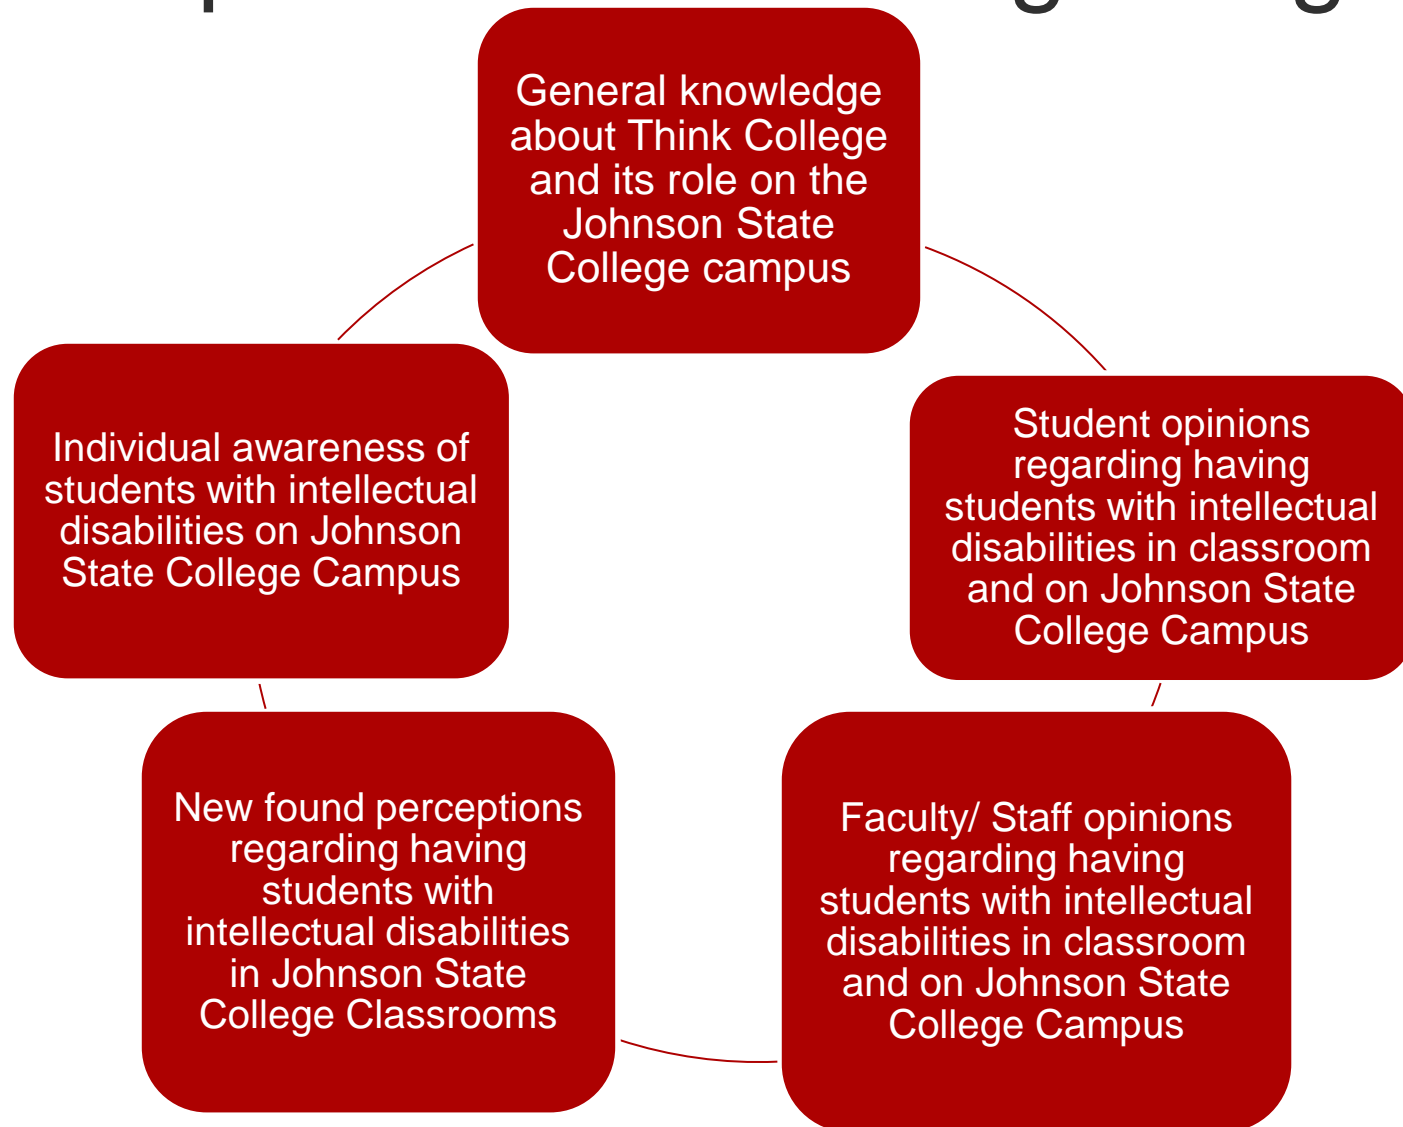 General knowledge
about Think College
and its role on the
Johnson State
College campus
Student opinions
regarding having
students with intellectual
disabilities in classroom
and on Johnson State
College Campus
Faculty/ Staff opinions
regarding having
students with intellectual
disabilities in classroom
and on Johnson State
College Campus
New found perceptions
regarding having
students with
intellectual disabilities
in Johnson State
College Classrooms
Individual awareness of
students with intellectual
disabilities on Johnson
State College Campus